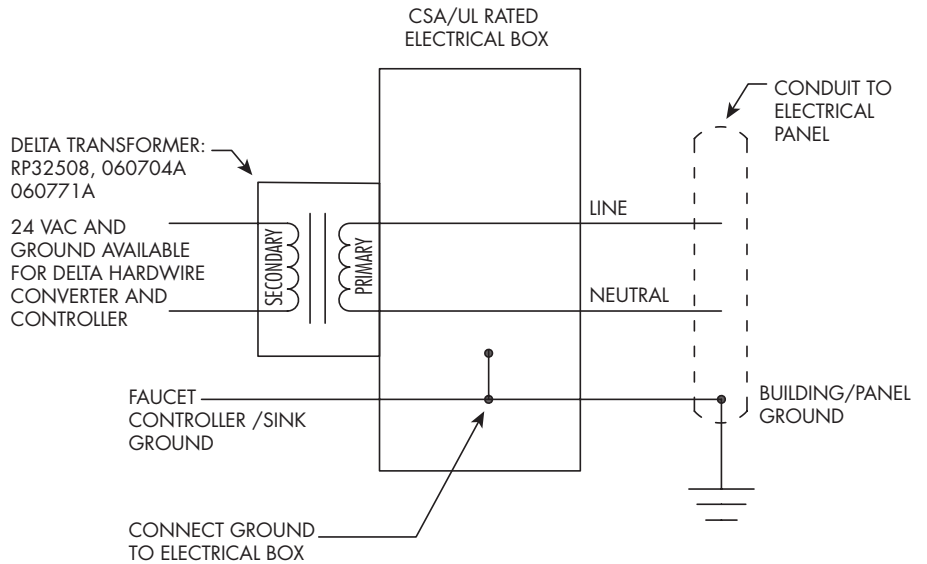 CSA/UL RATED
ELECTRICAL BOX
CONDUIT TO
ELECTRICAL
PANEL
DELTA TRANSFORMER:
RP32508, 060704A
060771A
24 VAC AND
GROUND AVAILABLE
FOR DELTA HARDWIRE
CONVERTER AND
CONTROLLER
SECONDARY
PRIMARY
LINE
NEUTRAL
FAUCET
CONTROLLER /SINK
GROUND
BUILDING/PANEL
GROUND
CONNECT GROUND
TO ELECTRICAL BOX